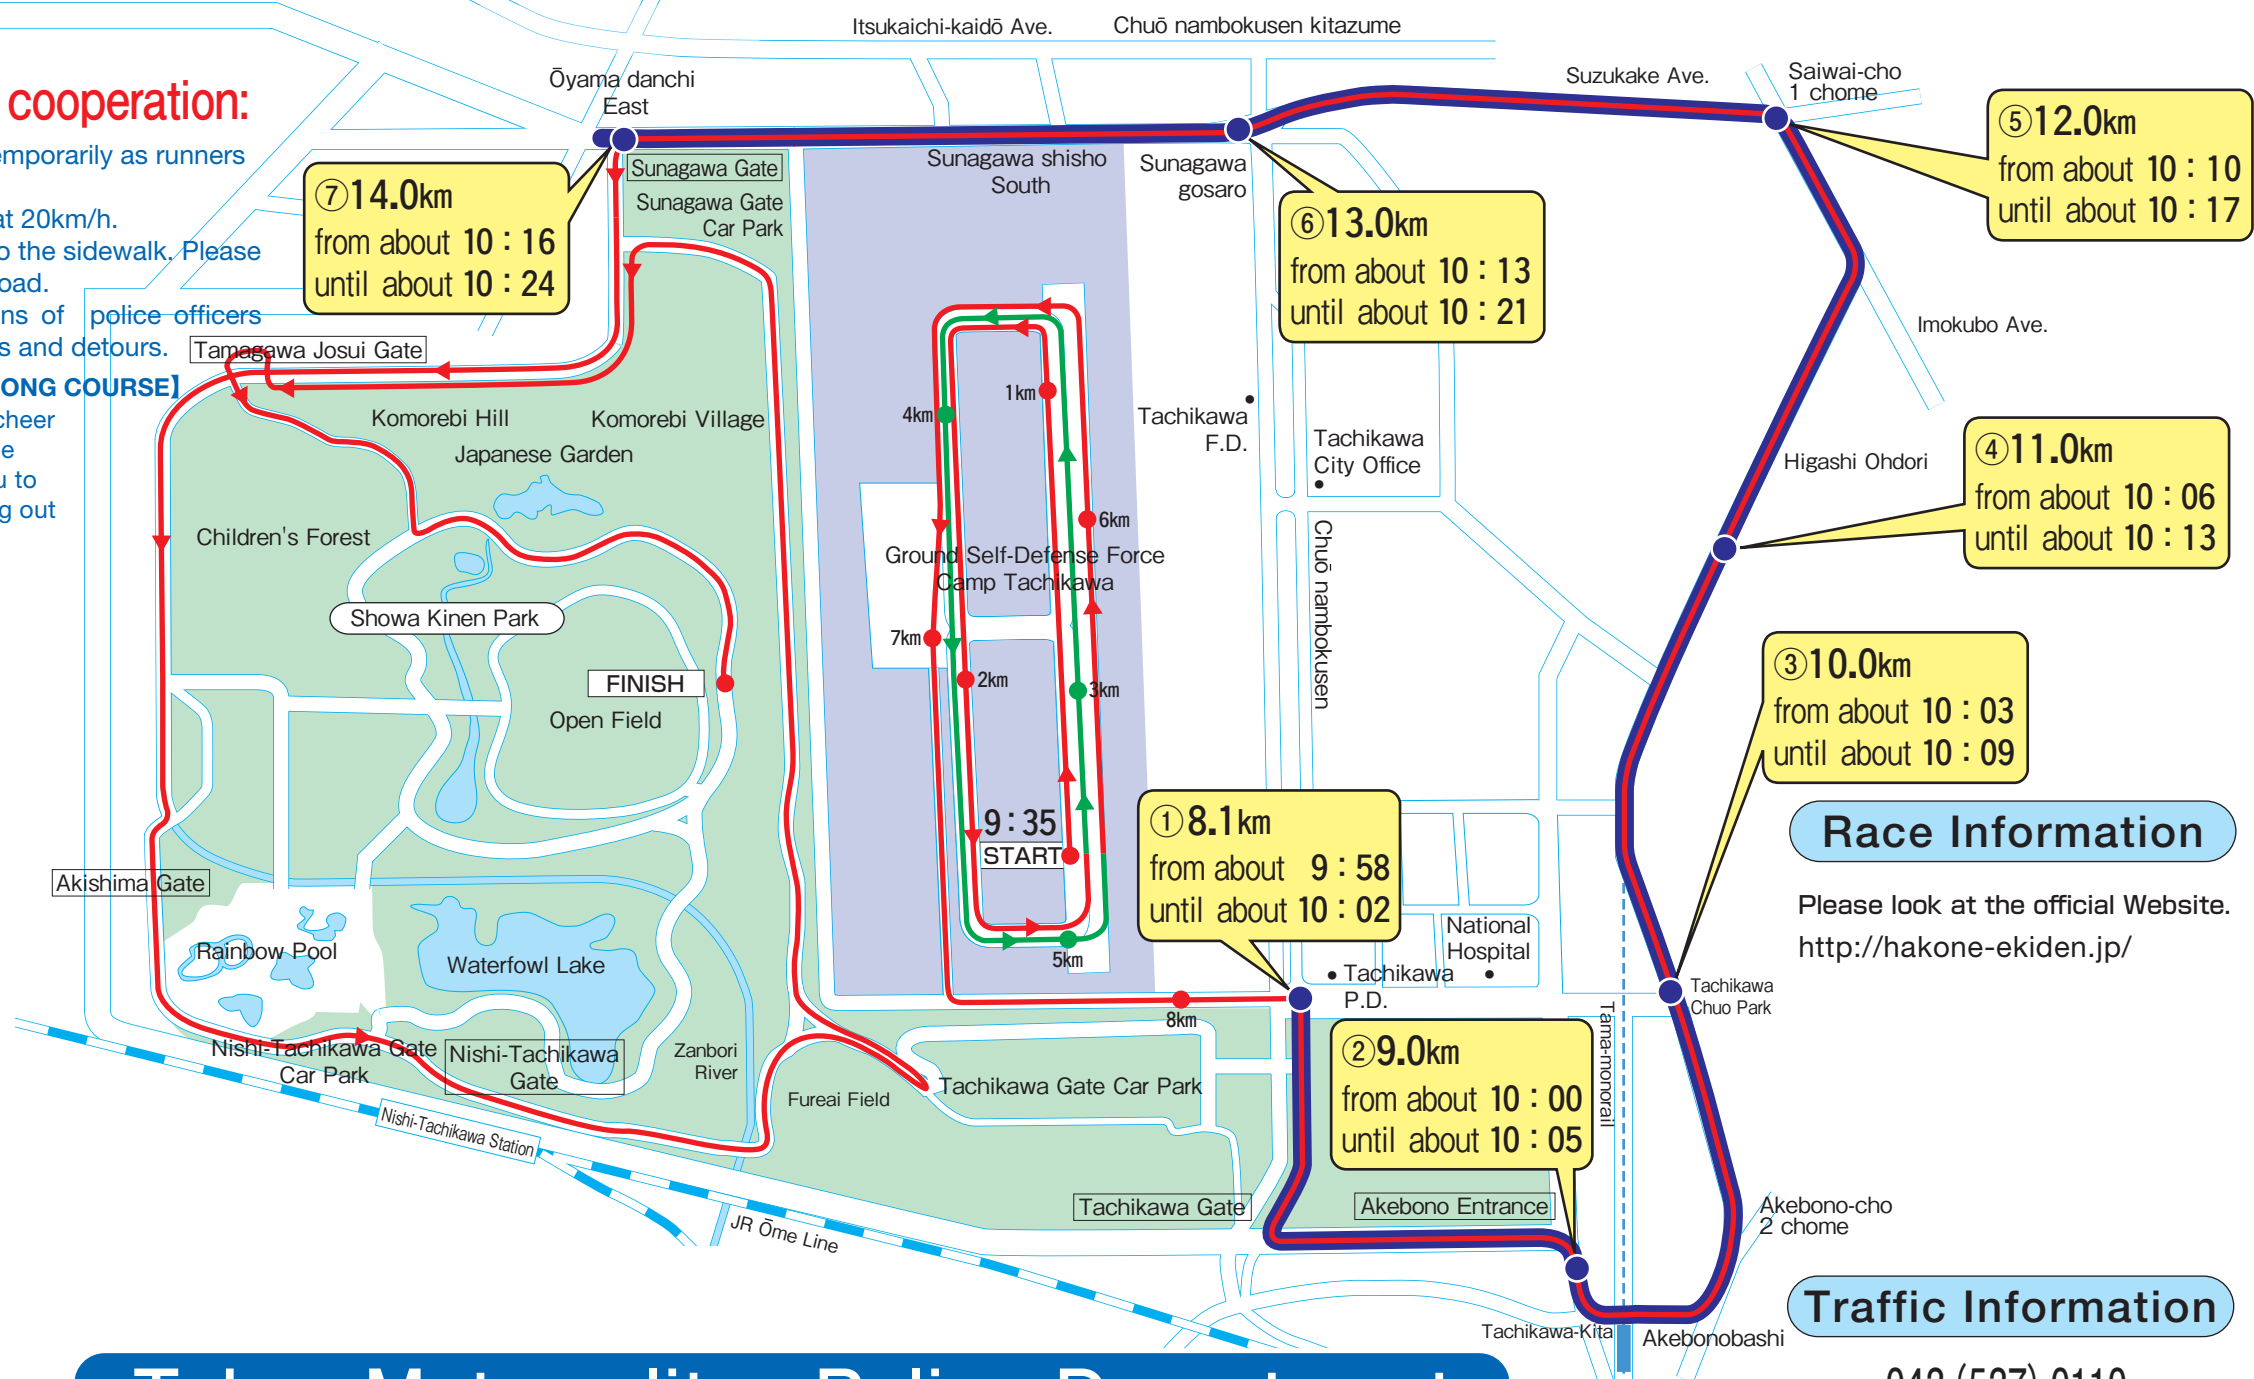 Itsukaichi-kaidō Ave.
Chuō nambokusen kitazume
Ōyama danchi
East
Suzukake Ave.
Saiwai-cho
1 chome
cooperation:
emporarily as runners
at 20km/h.
o the sidewalk. Please
oad.
ns of police officers
s and detours.
ONG COURSE】
cheer
e
u to
g out
⑦14.0km
from about 10：16
until about 10：24
Sunagawa Gate
Sunagawa Gate
Car Park
Sunagawa shisho
South
Sunagawa
gosaro
⑥13.0km
from about 10：13
until about 10：21
⑤12.0km
from about 10：10
until about 10：17
Imokubo Ave.
Tamagawa Josui Gate
Komorebi Hill
Komorebi Village
Japanese Garden
Children's Forest
Showa Kinen Park
FINISH
Open Field
4km
1km
6km
Ground Self-Defense Force
Camp Tachikawa
7km
2km
3km
9：35
START
5km
Tachikawa
F.D.
Tachikawa
City Office
Chuō nambokusen
Higashi Ohdori
④11.0km
from about 10：06
until about 10：13
③10.0km
from about 10：03
until about 10：09
①8.1km
from about 9：58
until about 10：02
Race Information
Please look at the official Website.
http://hakone-ekiden.jp/
Akishima Gate
Rainbow Pool
Waterfowl Lake
National
Hospital
Tachikawa
P.D.
Tachikawa
Chuo Park
8km
Tama-monorail
②9.0km
from about 10：00
until about 10：05
Nishi-Tachikawa Gate
Car Park
Nishi-Tachikawa
Gate
Zanbori
River
Fureai Field
Tachikawa Gate Car Park
Nishi-Tachikawa Station
JR Ōme Line
Tachikawa Gate
Akebono Entrance
Akebono-cho
2 chome
Traffic Information
Tachikawa-Kita
Akebonobashi
042 (527) 0110
Tokyo Metropolitan Police Department